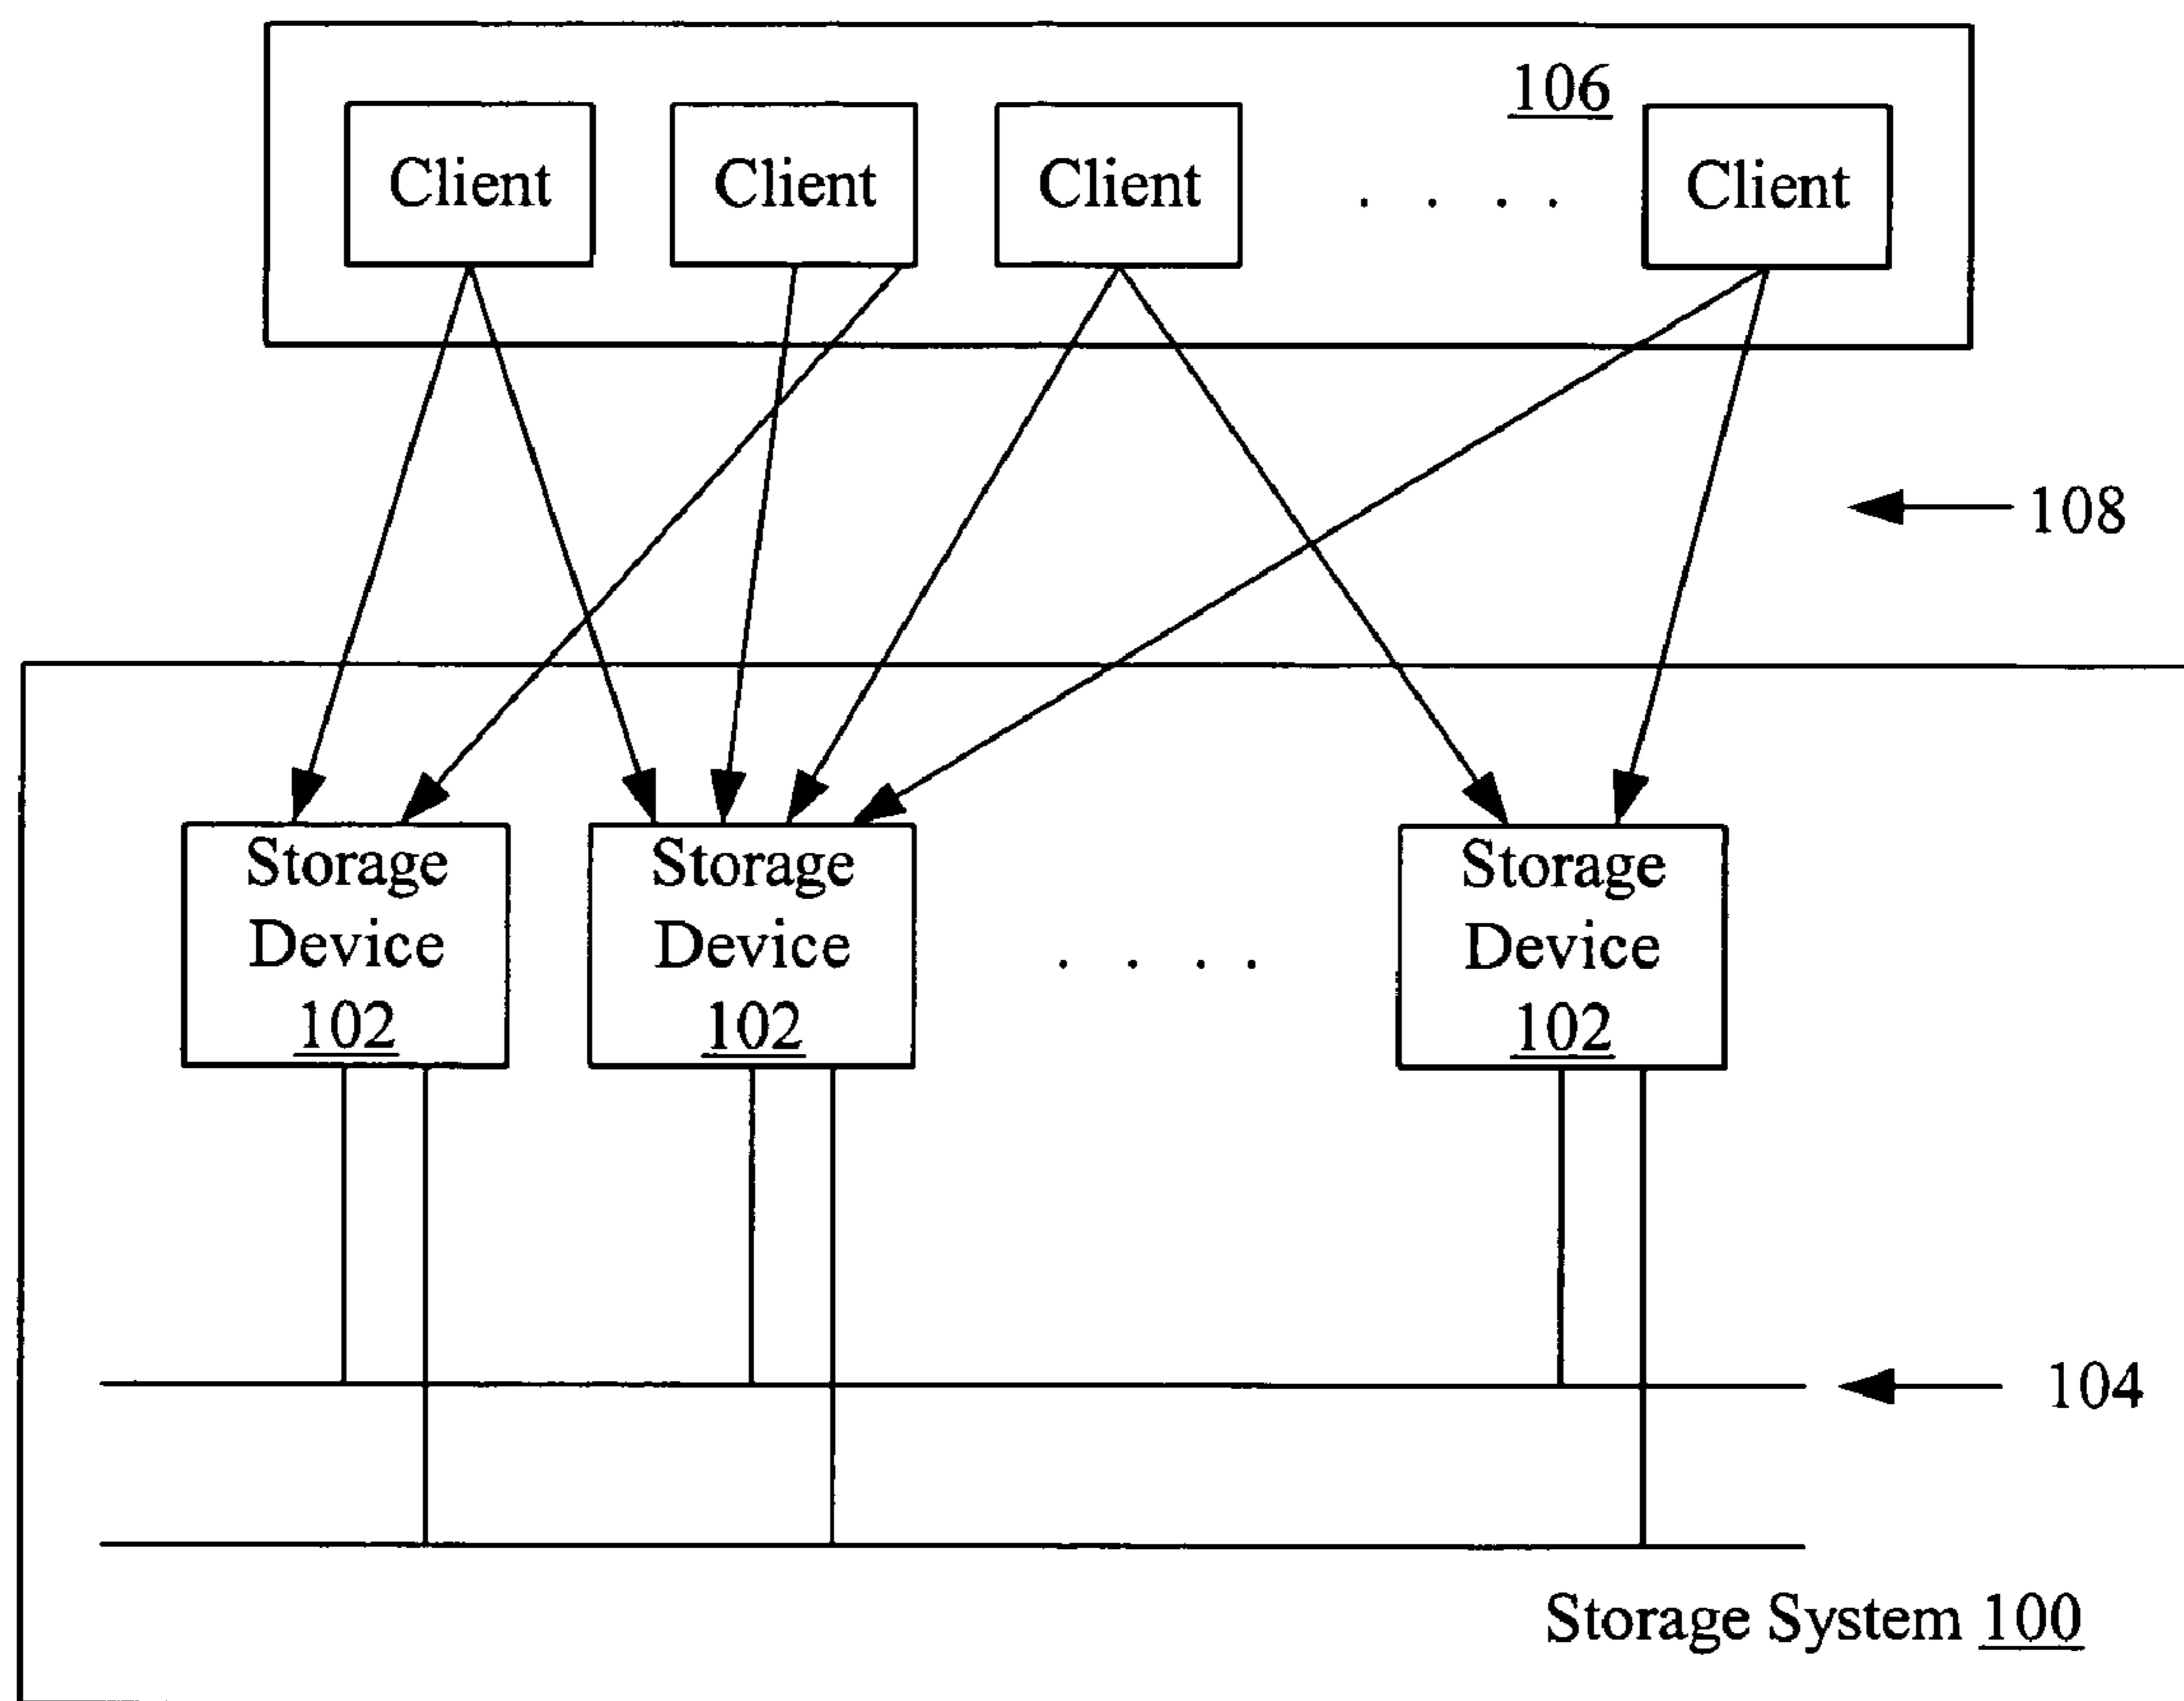 106
Client
Client
Client
. . . .
Client
108
Storage
Device
102
Storage
Device
102
. . . .
Storage
Device
102
104
Storage System 100